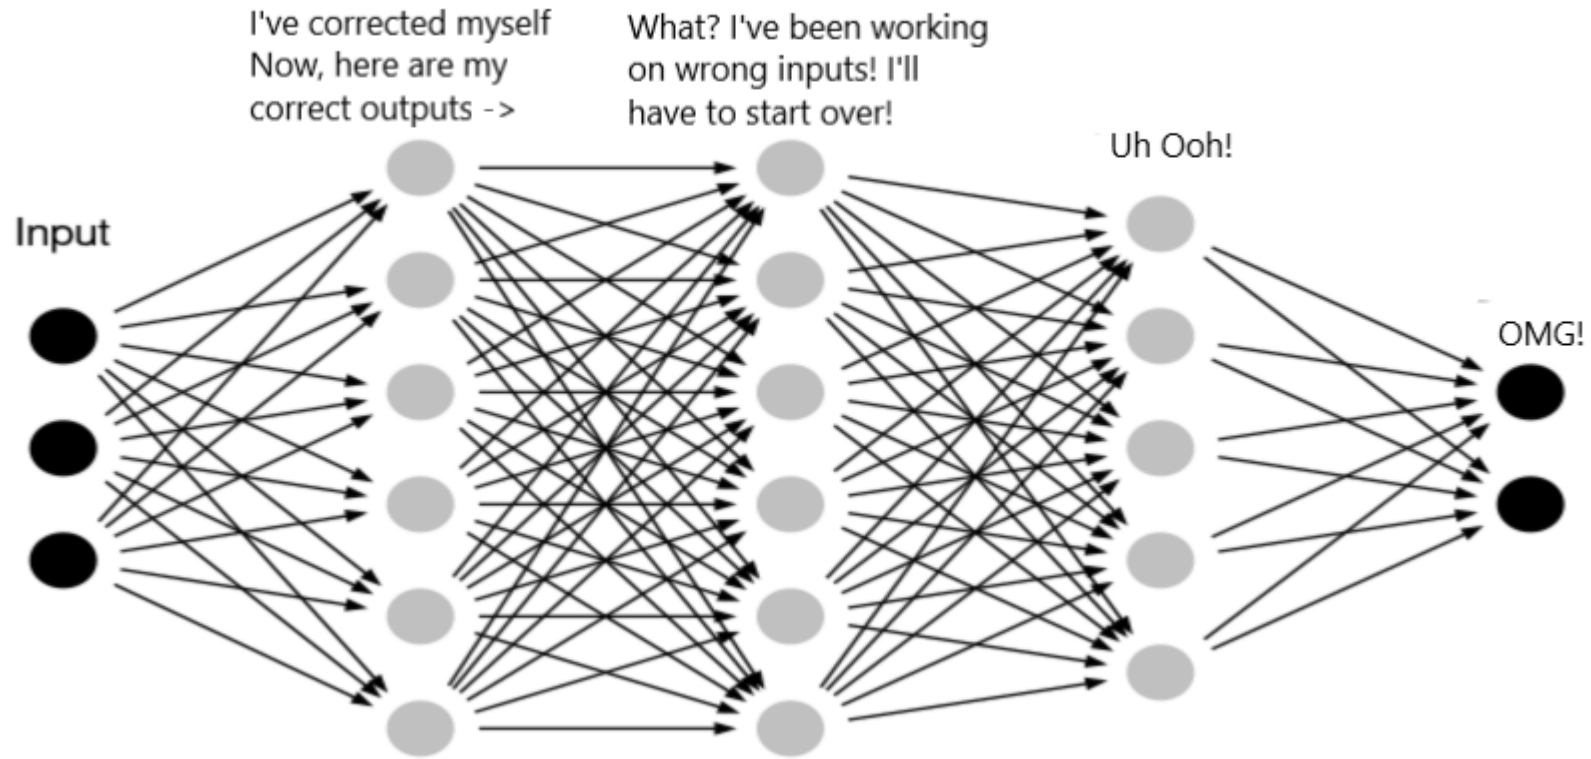 I've corrected myself
Now, here are my
correct outputs ->
What? I've been working
on wrong inputs! I'll
have to start over!
Uh Ooh!
Input
OMG!